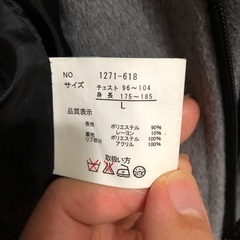 NO 1271-618
サイズ
チェスト 96～104
身長 175～185
L
品質表示
表地 ポリエステル 90%
レーヨン 10%
裏地 ポリエステル 100%
リブ部分 アクリル 100%
取扱い方